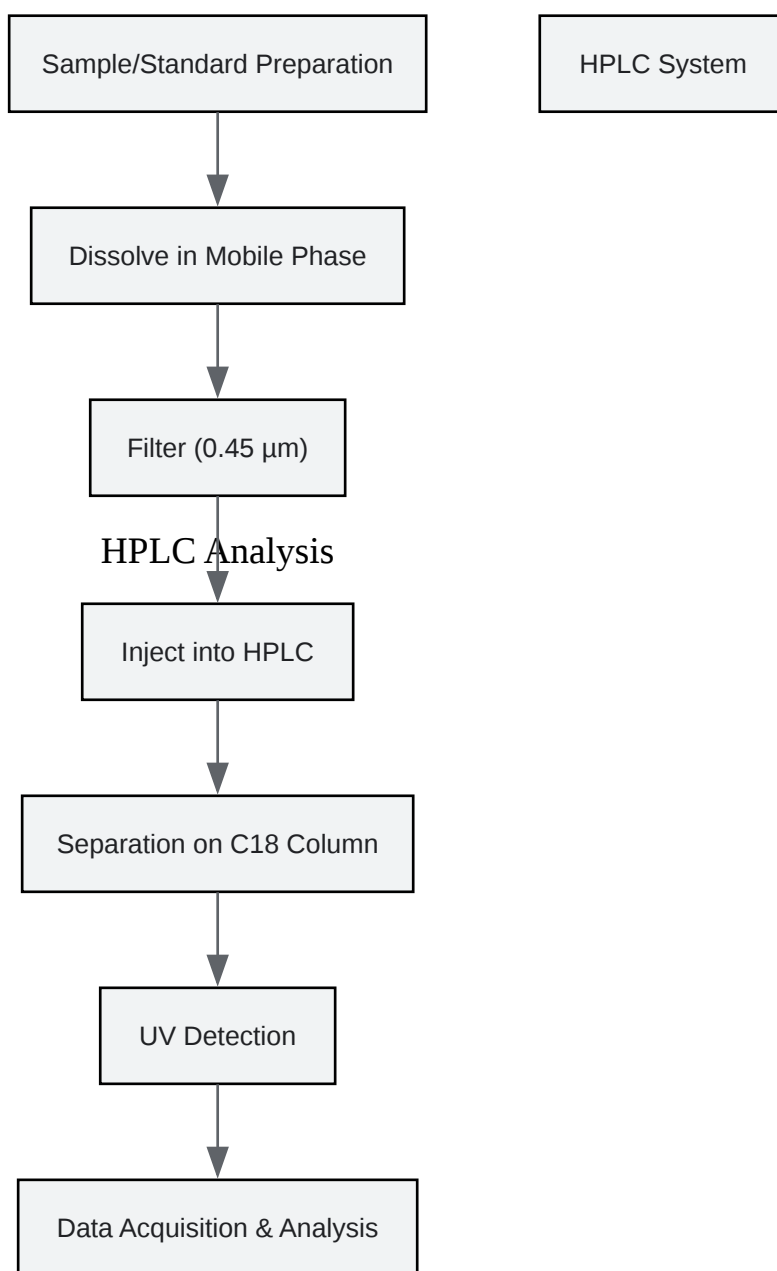 Sample/Standard Preparation
HPLC System
Dissolve in Mobile Phase
Filter (0.45 µm)
HPLC Analysis
Inject into HPLC
Separation on C18 Column
UV Detection
Data Acquisition & Analysis